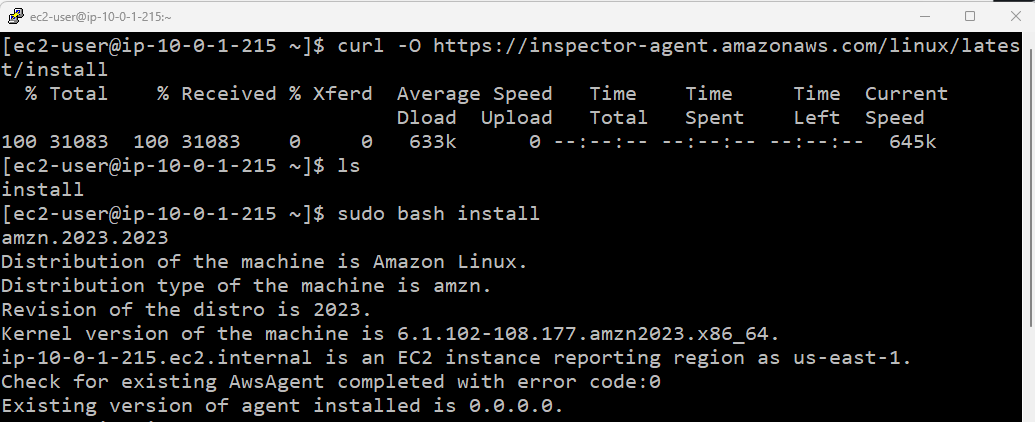 ec2-user@ip-10-0-1-215:~
[ec2-user@ip-10-0-1-215 ~]$ curl -O https://inspector-agent.amazonaws.com/linux/lates
t/install
  % Total    % Received % Xferd  Average Speed   Time    Time     Time  Current
                                 Dload  Upload   Total   Spent    Left  Speed
100 31083  100 31083    0     0   633k      0 --:--:-- --:--:-- --:--:--  645k
[ec2-user@ip-10-0-1-215 ~]$ ls
install
[ec2-user@ip-10-0-1-215 ~]$ sudo bash install
amzn.2023.2023
Distribution of the machine is Amazon Linux.
Distribution type of the machine is amzn.
Revision of the distro is 2023.
Kernel version of the machine is 6.1.102-108.177.amzn2023.x86_64.
ip-10-0-1-215.ec2.internal is an EC2 instance reporting region as us-east-1.
Check for existing AwsAgent completed with error code:0
Existing version of agent installed is 0.0.0.0.